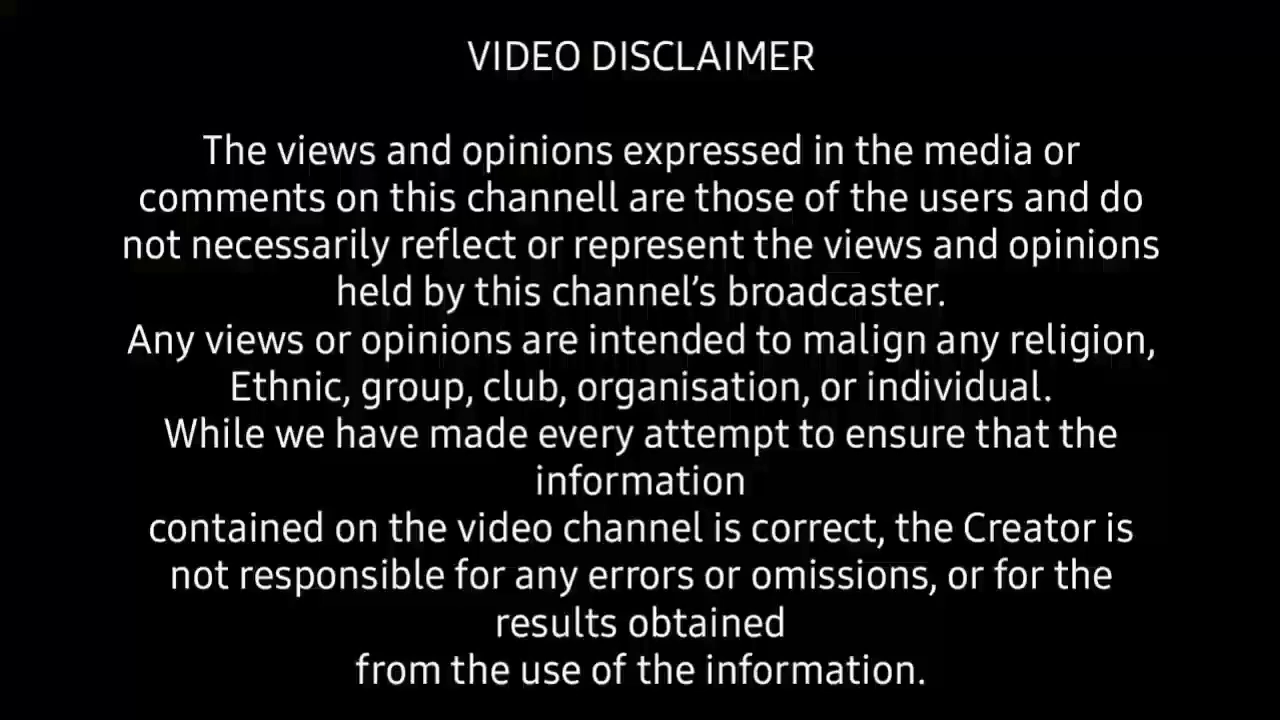 VIDEO DISCLAIMER
The views and opinions expressed in the media or
comments on this channell are those of the users and do
not necessarily reflect or represent the views and opinions
held by this channel’s broadcaster.
Any views or opinions are intended to malign any religion,
Ethnic, group, club, organisation, or individual.
While we have made every attempt to ensure that the
information
contained on the video channel is correct, the Creator is
not responsible for any errors or omissions, or for the
results obtained
from the use of the information.